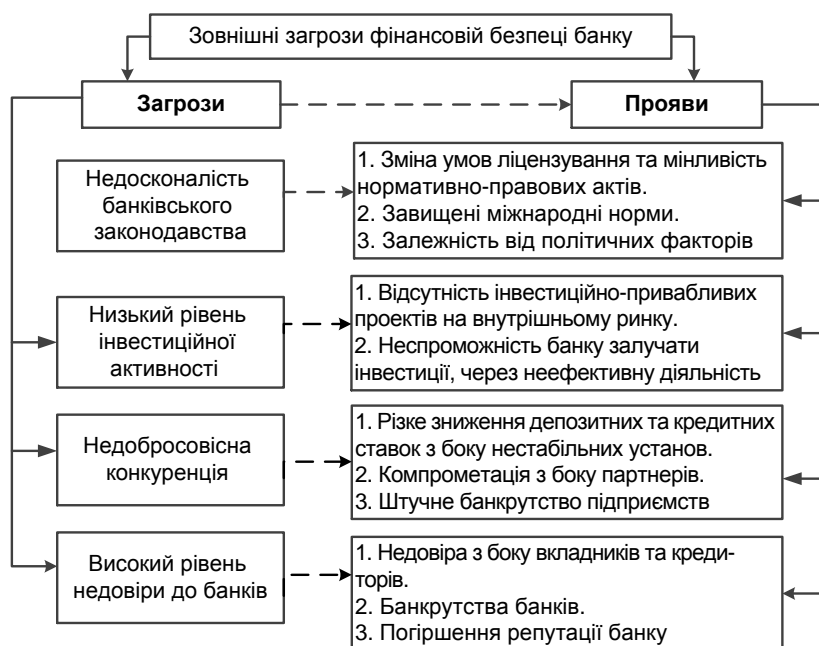 Зовнішні загрози фінансовій безпеці банку
Загрози
Прояви
Недосконалість
банківського
законодавства
1. Зміна умов ліцензування та мінливість
нормативно-правових актів.
2. Завищені міжнародні норми.
3. Залежність від політичних факторів
Низький рівень
інвестиційної
активності
1. Відсутність інвестиційно-привабливих
проектів на внутрішньому ринку.
2. Неспроможність банку залучати
інвестиції, через неефективну діяльність
Недобросовісна
конкуренція
1. Різке зниження депозитних та кредитних
ставок з боку нестабільних установ.
2. Компрометація з боку партнерів.
3. Штучне банкрутство підприємств
Високий рівень
недовіри до банків
1. Недовіра з боку вкладників та креди-
торів.
2. Банкрутства банків.
3. Погіршення репутації банку